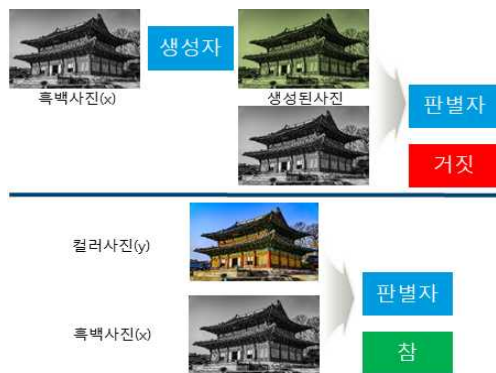 생성자
흑백사진(x)
생성된사진
판별자
거짓
컬러사진(y)
판별자
흑백사진(x)
참